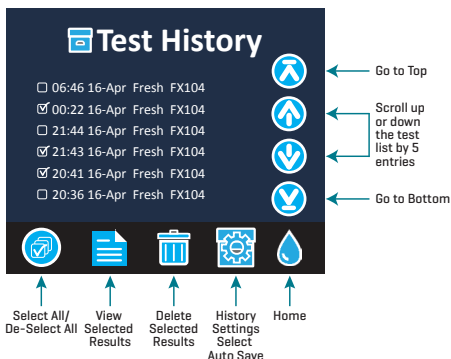 Test History
06:46 16-Apr Fresh FX104
00:22 16-Apr Fresh FX104
21:44 16-Apr Fresh FX104
21:43 16-Apr Fresh FX104
20:41 16-Apr Fresh FX104
20:36 16-Apr Fresh FX104
Go to Top
Scroll up
or down
the test
list by 5
entries
Go to Bottom
Select All/
De-Select All
View
Selected
Results
Delete
Selected
Results
History
Settings
Select
Auto Save
Home